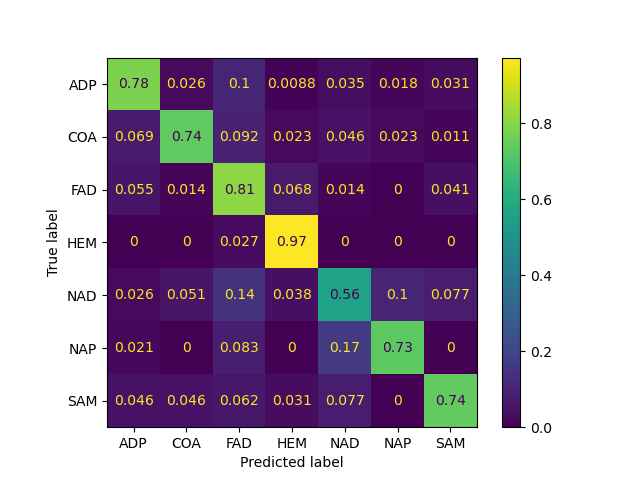 ADP 0.78 0.026 0.1 0.0088 0.035 0.018 0.031
COA 0.069 0.74 0.092 0.023 0.046 0.023 0.011
FAD 0.055 0.014 0.81 0.068 0.014 0 0.041
HEM 0 0 0.027 0.97 0 0 0
NAD 0.026 0.051 0.14 0.038 0.56 0.1 0.077
NAP 0.021 0 0.083 0 0.17 0.73 0
SAM 0.046 0.046 0.062 0.031 0.077 0 0.74
ADP COA FAD HEM NAD NAP SAM
Predicted label
True label
0.8
0.6
0.4
0.2
0.0